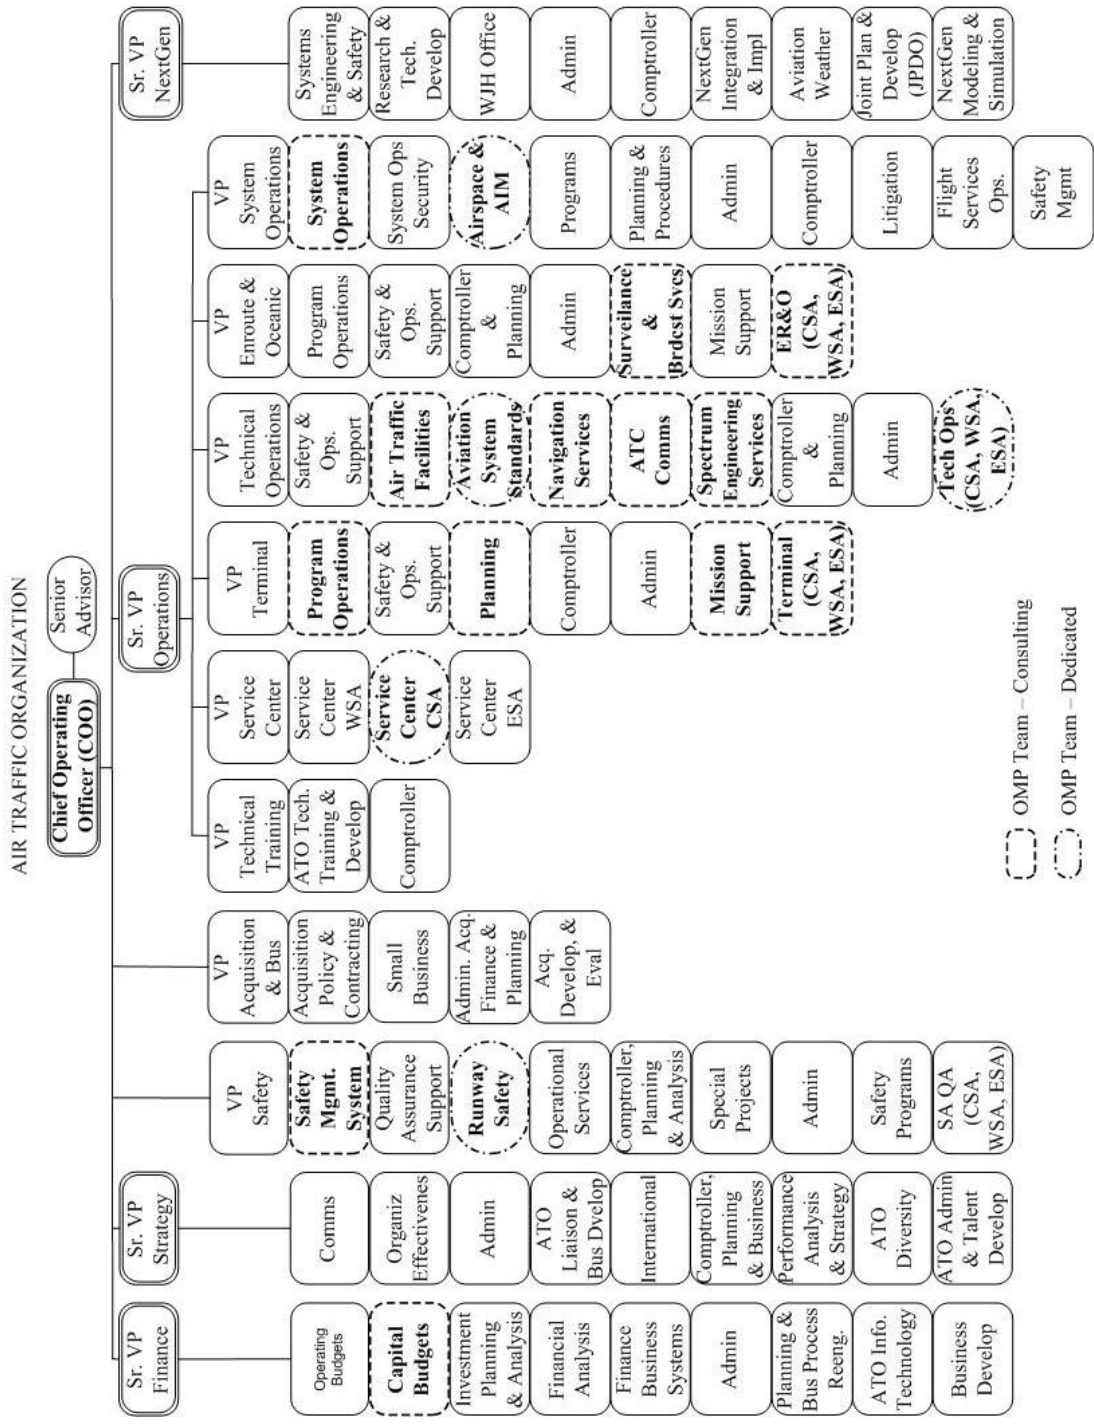 AIR TRAFFIC ORGANIZATION
Chief Operating
Officer (COO)
Senior
Advisor
Sr. VP
Finance
Operating
Budgets
Capital
Budgets
Investment
Planning
& Analysis
Financial
Analysis
Finance
Business
Systems
Admin
Planning &
Bus Process
Reeng.
ATO Info.
Technology
Business
Develop
Sr. VP
Strategy
Comms
Organiz
Effectivenes
Admin
ATO
Liaison &
Bus Dvelop
International
Comptroller,
Planning
& Business
Performance
Analysis
& Strategy
ATO
Diversity
ATO Admin
& Talent
Develop
VP
Safety
Safety
Mgmt.
System
Quality
Assurance
Support
Runway
Safety
Operational
Services
Comptroller,
Planning
& Analysis
Special
Projects
Admin
Safety
Programs
SA QA
(CSA,
WSA, ESA)
VP
Acquisition
& Bus
Acquisition
Policy &
Contracting
Small
Business
Admin. Acq.
Finance &
Planning
Acq.
Develop, &
Eval
Sr. VP
Operations
VP
Technical
Training
ATO Tech.
Training &
Develop
Comptroller
VP
Service
Center
Service
Center
WSA
Service
Center
CSA
Service
Center
ESA
VP
Terminal
Program
Operations
Safety &
Ops.
Support
Planning
Comptroller
Admin
Mission
Support
Terminal
(CSA,
WSA, ESA)
VP
Technical
Operations
Safety &
Ops.
Support
Air Traffic
Facilities
Aviation
System
Standards
Navigation
Services
ATC
Comms
Spectrum
Engineering
Services
Comptroller
&
Planning
Admin
Tech Ops
(CSA, WSA,
ESA)
VP
Enroute &
Oceanic
Program
Operations
Safety &
Ops.
Support
Comptroller
&
Planning
Admin
Surveilance
&
Brdcst Svcs
Mission
Support
ER&O
(CSA,
WSA, ESA)
VP
System
Operations
System
Operations
System Ops
Security
Airspace &
AIM
Programs
Planning &
Procedures
Admin
Comptroller
Litigation
Flight
Services
Ops.
Safety
Mgmt
Sr. VP
NextGen
Systems
Engineering
& Safety
Research &
Tech.
Develop
WJH Office
Admin
Comptroller
NextGen
Integration
& Impl
Aviation
Weather
Joint Plan &
Develop
(JPDO)
NextGen
Modeling &
Simulation
OMP Team – Consulting
OMP Team – Dedicated